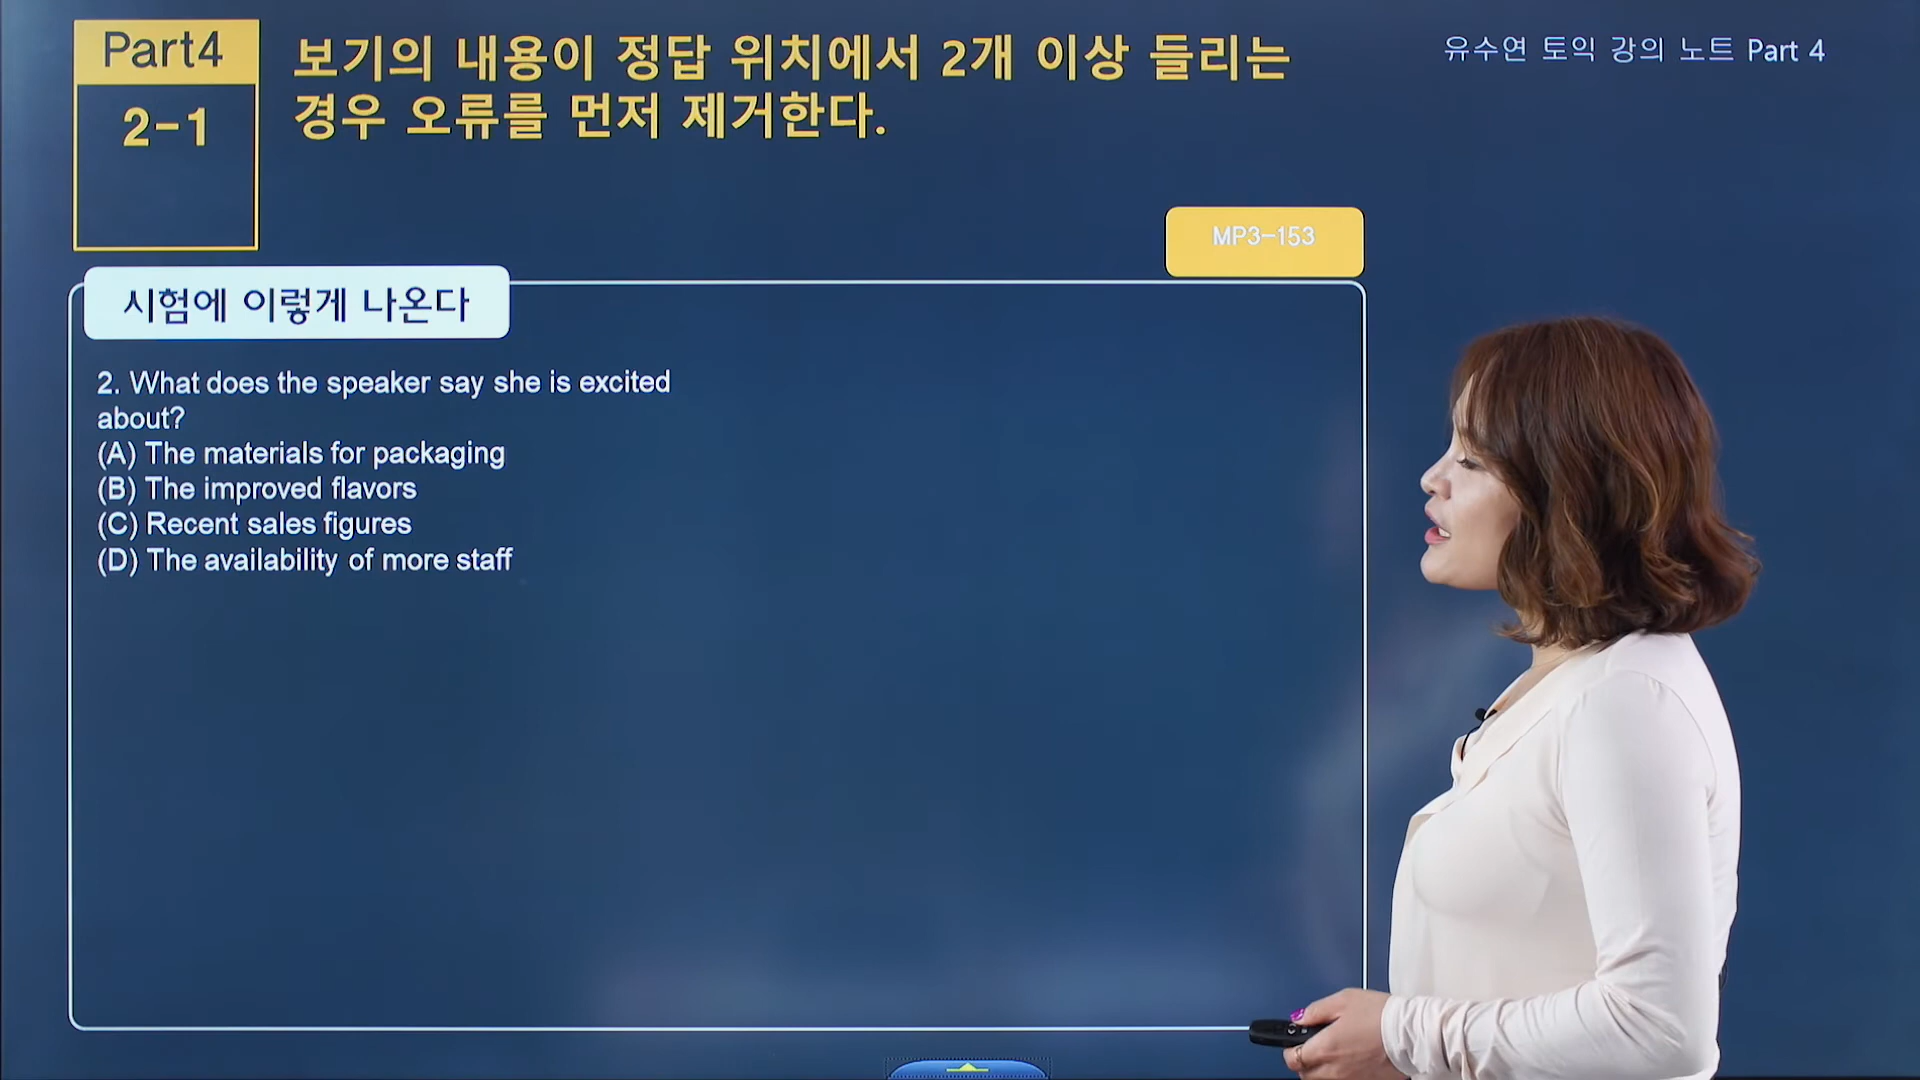 Part4
2-1
보기의 내용이 정답 위치에서 2개 이상 들리는
경우 오류를 먼저 제거한다.
유수연 토익 강의 노트 Part 4
MP3-153
시험에 이렇게 나온다
2. What does the speaker say she is excited
about?
(A) The materials for packaging
(B) The improved flavors
(C) Recent sales figures
(D) The availability of more staff